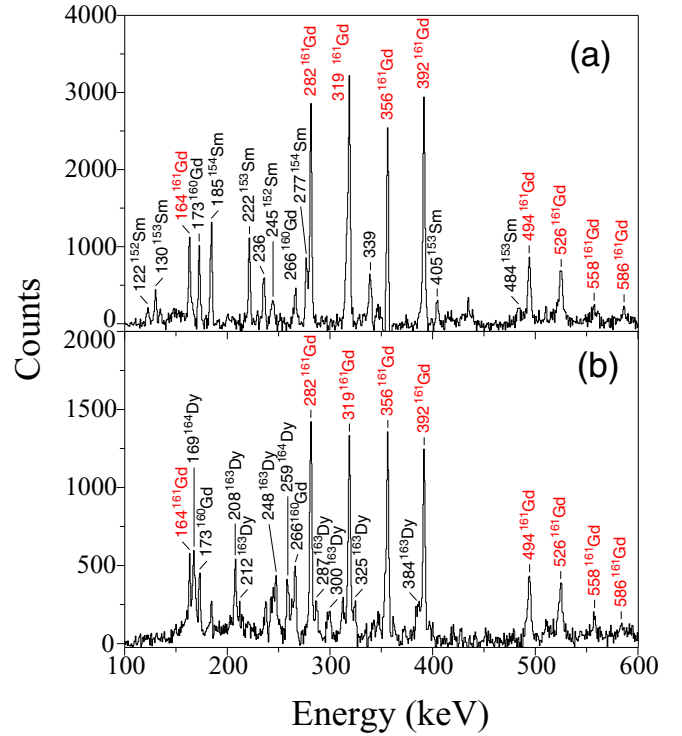 4000
3000
2000
1000
0
(a)
122 ¹⁵²Sm
130 ¹⁵³Sm
164 ¹⁶¹Gd
173 ¹⁶⁰Gd
185 ¹⁵⁴Sm
222 ¹⁵³Sm
236
245 ¹⁵²Sm
266 ¹⁶⁰Gd
277 ¹⁵⁴Sm
282 ¹⁶¹Gd
319 ¹⁶¹Gd
339
356 ¹⁶¹Gd
392 ¹⁶¹Gd
405 ¹⁵³Sm
484 ¹⁵³Sm
494 ¹⁶¹Gd
526 ¹⁶¹Gd
558 ¹⁶¹Gd
586 ¹⁶¹Gd
Counts
2000
1500
1000
500
0
(b)
164 ¹⁶¹Gd
169 ¹⁶⁴Dy
173 ¹⁶⁰Gd
208 ¹⁶³Dy
212 ¹⁶³Dy
248 ¹⁶³Dy
259 ¹⁶⁴Dy
266 ¹⁶⁰Gd
282 ¹⁶¹Gd
287 ¹⁶³Dy
300 ¹⁶³Dy
319 ¹⁶¹Gd
325 ¹⁶³Dy
356 ¹⁶¹Gd
384 ¹⁶³Dy
392 ¹⁶¹Gd
494 ¹⁶¹Gd
526 ¹⁶¹Gd
558 ¹⁶¹Gd
586 ¹⁶¹Gd
100 200 300 400 500 600
Energy (keV)